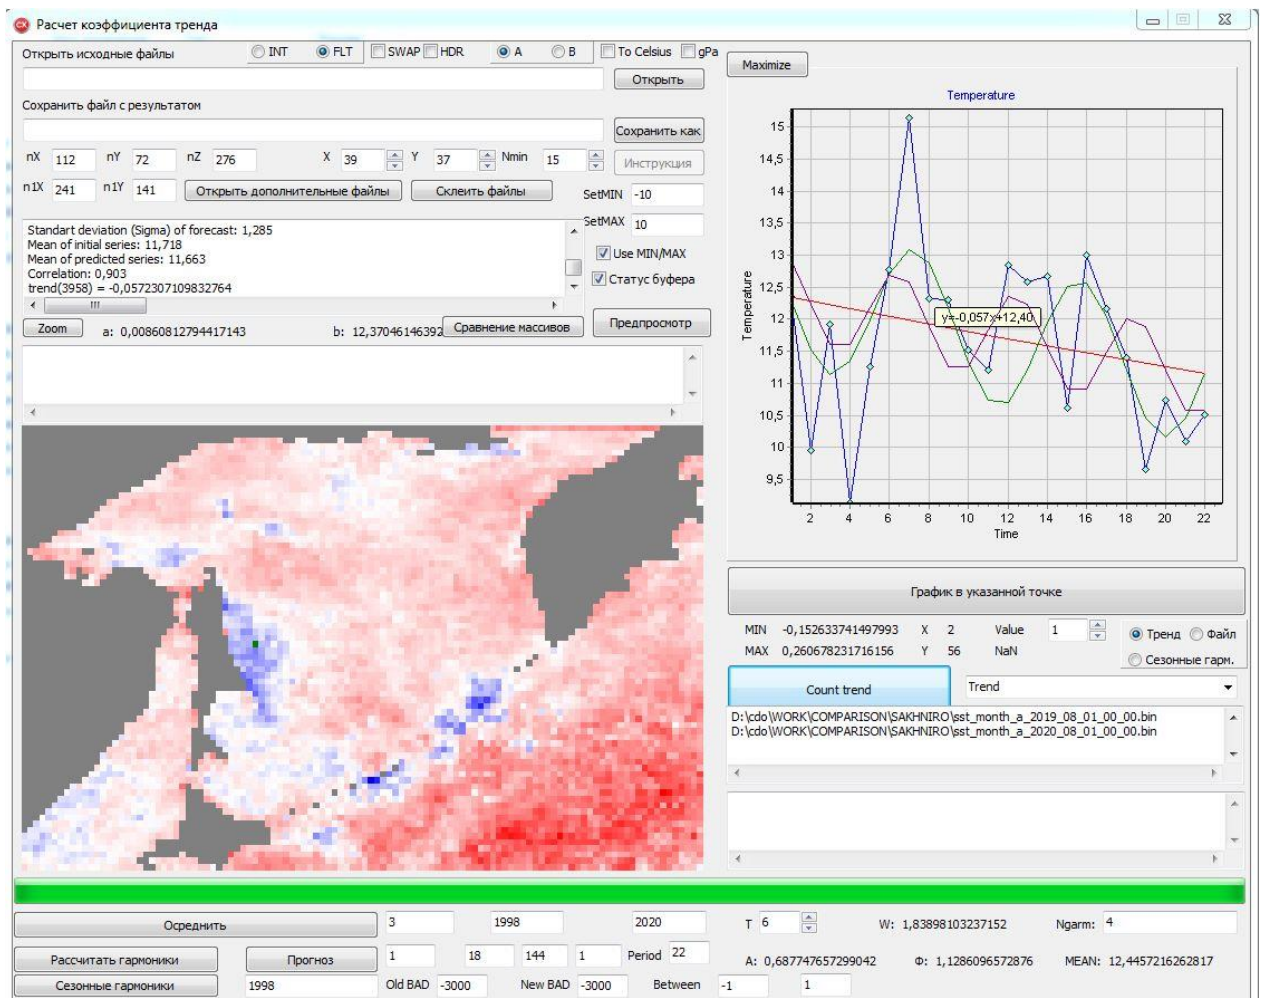 Расчет коэффициента тренда
Открыть исходные файлы INT FLT SWAP HDR A B To Celsius gPa
Открыть
Сохранить файл с результатом
Сохранить как
nX 112 nY 72 nZ 276 X 39 Y 37 Nmin 15 Инструкция
n1X 241 n1Y 141 Открыть дополнительные файлы Склеить файлы SetMIN -10
SetMAX 10
Standart deviation (Sigma) of forecast: 1,285
Mean of initial series: 11,718
Mean of predicted series: 11,663
Correlation: 0,903
trend(3958) = -0,0572307109832764
Use MIN/MAX
Статус буфера
Zoom a: 0,00860812794417143 b: 12,37046146392 Сравнение массивов Предпросмотр
Maximize
Temperature
Temperature
15
14,5
14
13,5
13
12,5
12
11,5
11
10,5
10
9,5
y=-0,057x+12,40
2 4 6 8 10 12 14 16 18 20 22
Time
График в указанной точке
MIN -0,152633741497993 X 2 Value 1 Тренд Файл
MAX 0,260678231716156 Y 56 NaN Сезонные гарм.
Count trend Trend
D:\cdo\WORK\COMPARISON\SAKHNIRO\sst_month_a_2019_08_01_00_00.bin
D:\cdo\WORK\COMPARISON\SAKHNIRO\sst_month_a_2020_08_01_00_00.bin
Осреднить 3 1998 2020 T 6 W: 1,83898103237152 Ngarm: 4
Рассчитать гармоники Прогноз 1 18 144 1 Period 22 A: 0,687747657299042 Ф: 1,1286096572876 MEAN: 12,4457216262817
Сезонные гармоники 1998 Old BAD -3000 New BAD -3000 Between -1 1